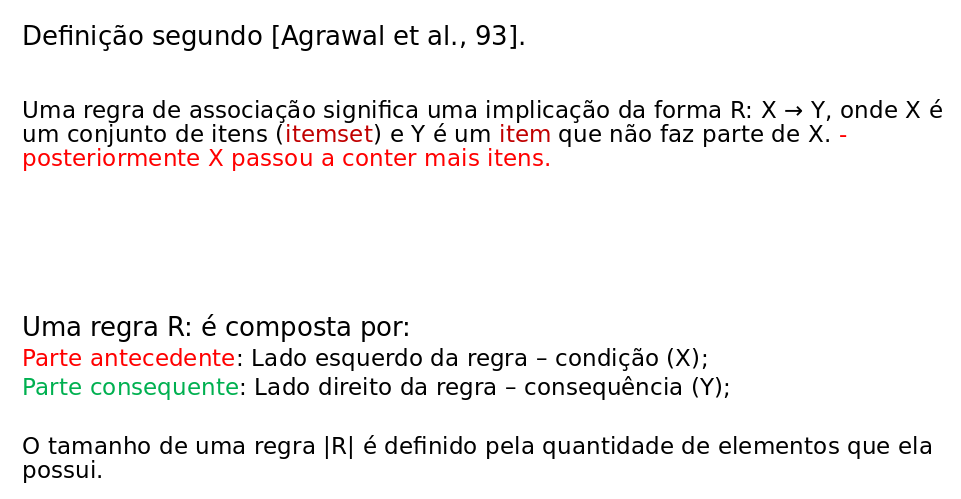 Definição segundo [Agrawal et al., 93].
Uma regra de associação significa uma implicação da forma R: X → Y, onde X é
um conjunto de itens (itemset) e Y é um item que não faz parte de X. -
posteriormente X passou a conter mais itens.
Uma regra R: é composta por:
Parte antecedente: Lado esquerdo da regra – condição (X);
Parte consequente: Lado direito da regra – consequência (Y);
O tamanho de uma regra |R| é definido pela quantidade de elementos que ela
possui.